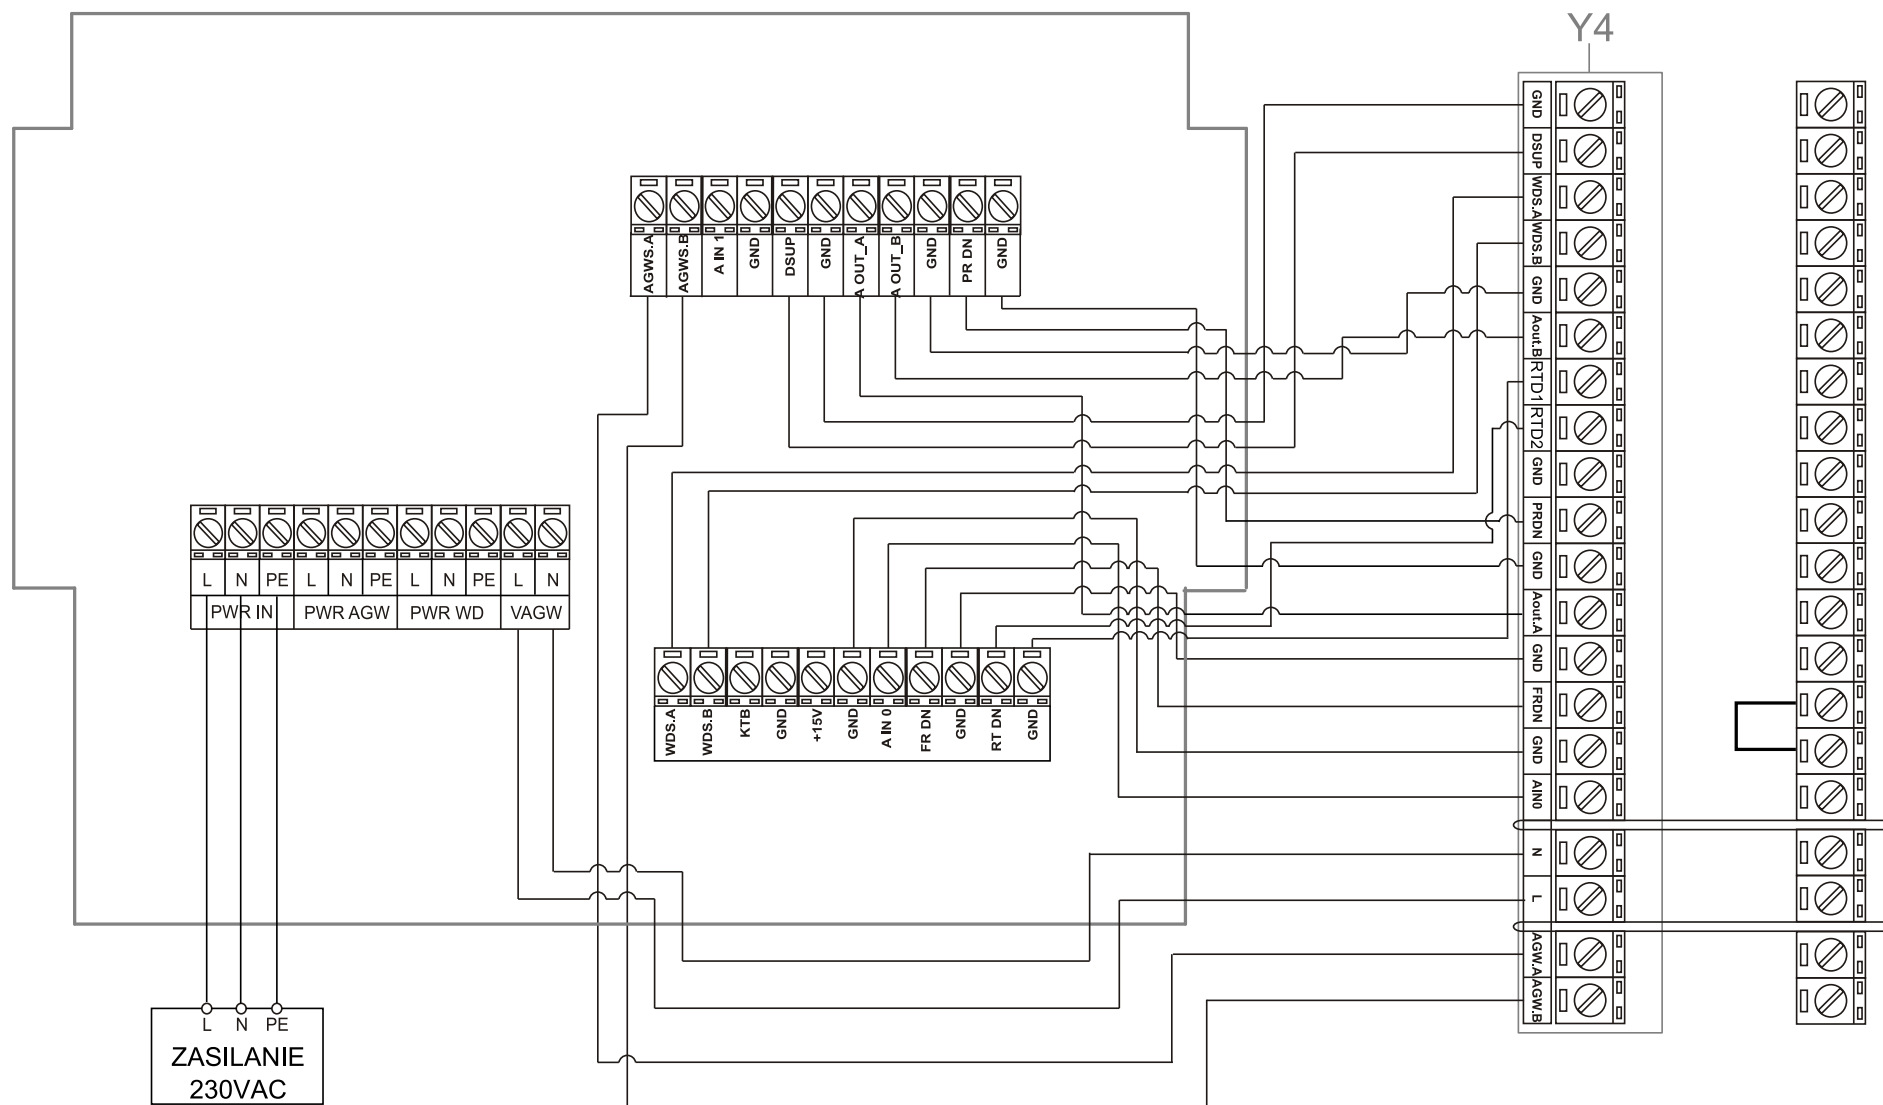 Y4
AGWS.A AGWS.B A IN 1 GND DSUP GND A OUT_A A OUT_B GND PR DN GND
L N PE L N PE L N PE L N
PWR IN PWR AGW PWR WD VAGW
WDS.A WDS.B KTB GND +15V GND A IN 0 FR DN GND RT DN GND
L N PE
ZASILANIE
230VAC
GND
DSUP
WDS.A
WDS.B
GND
Aout.B
RTD1
RTD2
GND
PRDN
GND
Aout.A
GND
FRDN
GND
AIN0
N
L
AGW.A
AGW.B